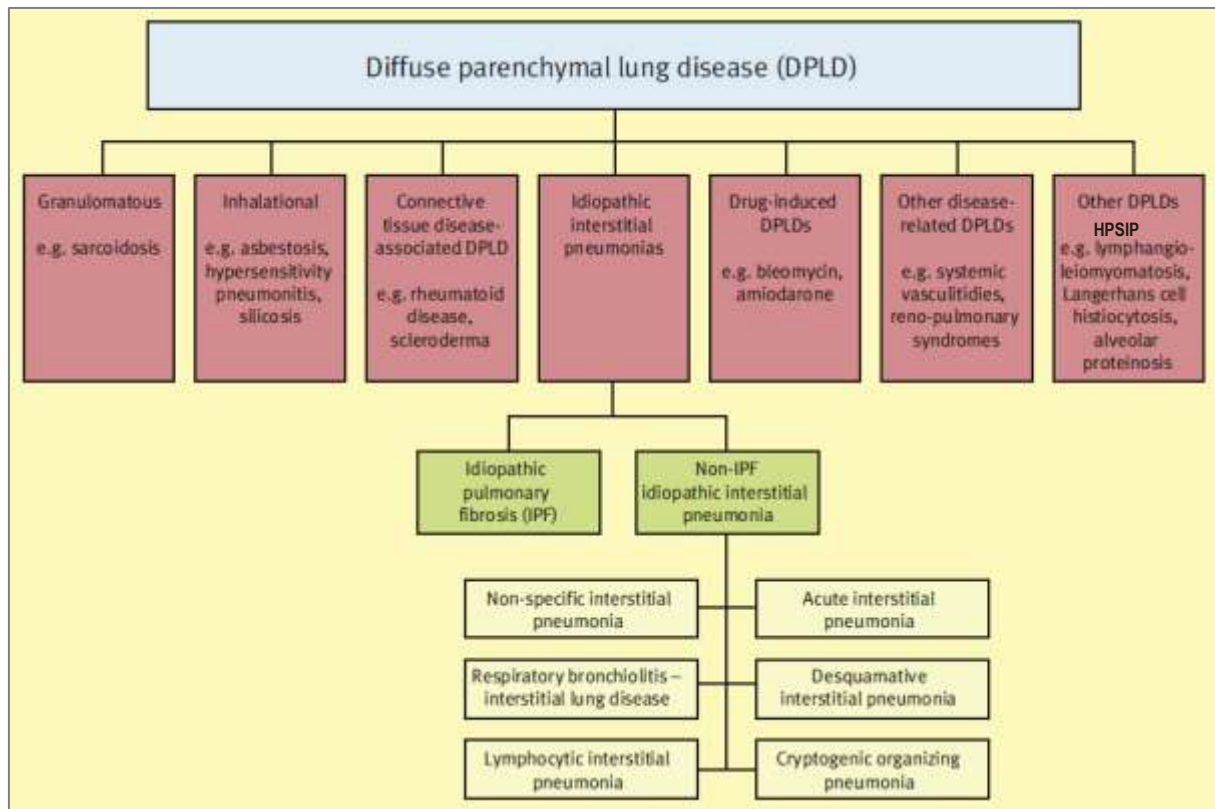 Diffuse parenchymal lung disease (DPLD)
Granulomatous
e.g. sarcoidosis
Inhalational
e.g. asbestosis,
hypersensitivity
pneumonitis,
silicosis
Connective
tissue disease-
associated DPLD
e.g. rheumatoid
disease,
scleroderma
Idiopathic
interstitial
pneumonias
Drug-induced
DPLDs
e.g. bleomycin,
amiodarone
Other disease-
related DPLDs
e.g. systemic
vasculitidies,
reno-pulmonary
syndromes
Other DPLDs
HPSIP
e.g. lymphangio-
leiomyomatosis,
Langerhans cell
histiocytosis,
alveolar
proteinosis
Idiopathic
pulmonary
fibrosis (IPF)
Non-IPF
idiopathic interstitial
pneumonia
Non-specific interstitial
pneumonia
Acute interstitial
pneumonia
Respiratory bronchiolitis –
interstitial lung disease
Desquamative
interstitial pneumonia
Lymphocytic interstitial
pneumonia
Cryptogenic organizing
pneumonia